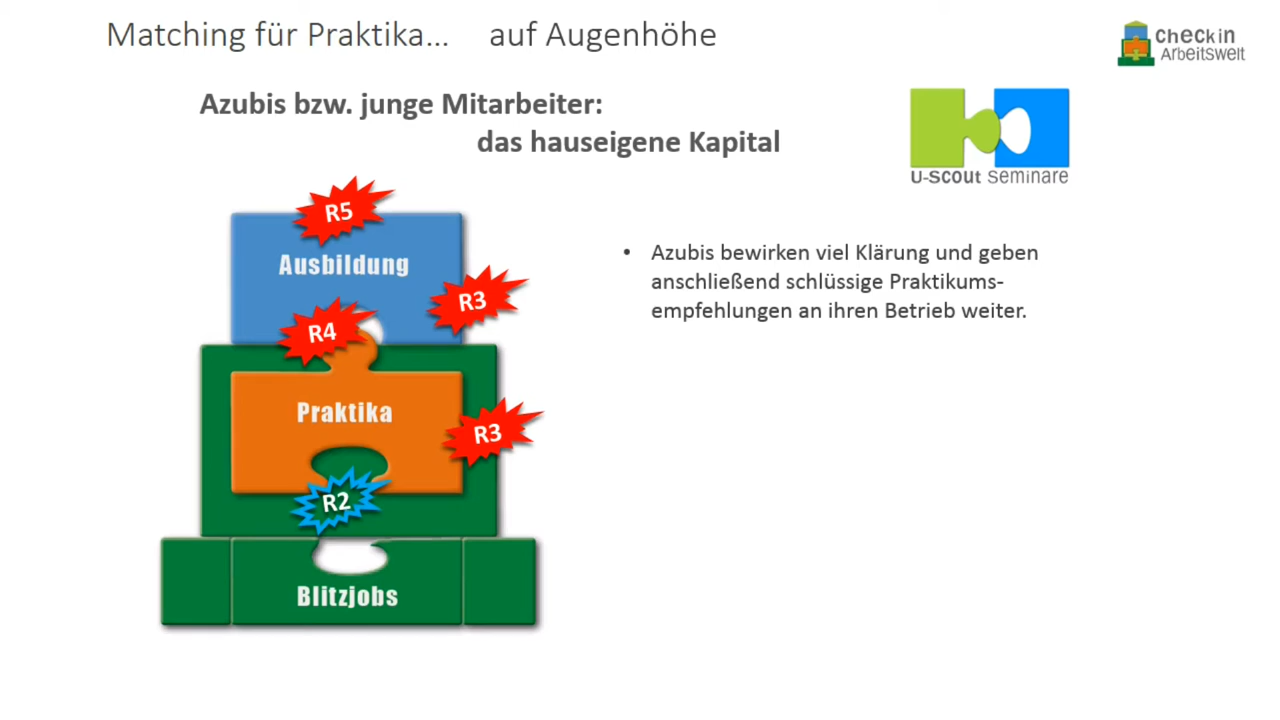 Matching für Praktika... auf Augenhöhe
checkin
Arbeitswelt
Azubis bzw. junge Mitarbeiter:
das hauseigene Kapital
U-Scout Seminare
R5
Ausbildung
R3
R4
Praktika
R3
R2
Blitzjobs
• Azubis bewirken viel Klärung und geben
anschließend schlüssige Praktikums-
empfehlungen an ihren Betrieb weiter.